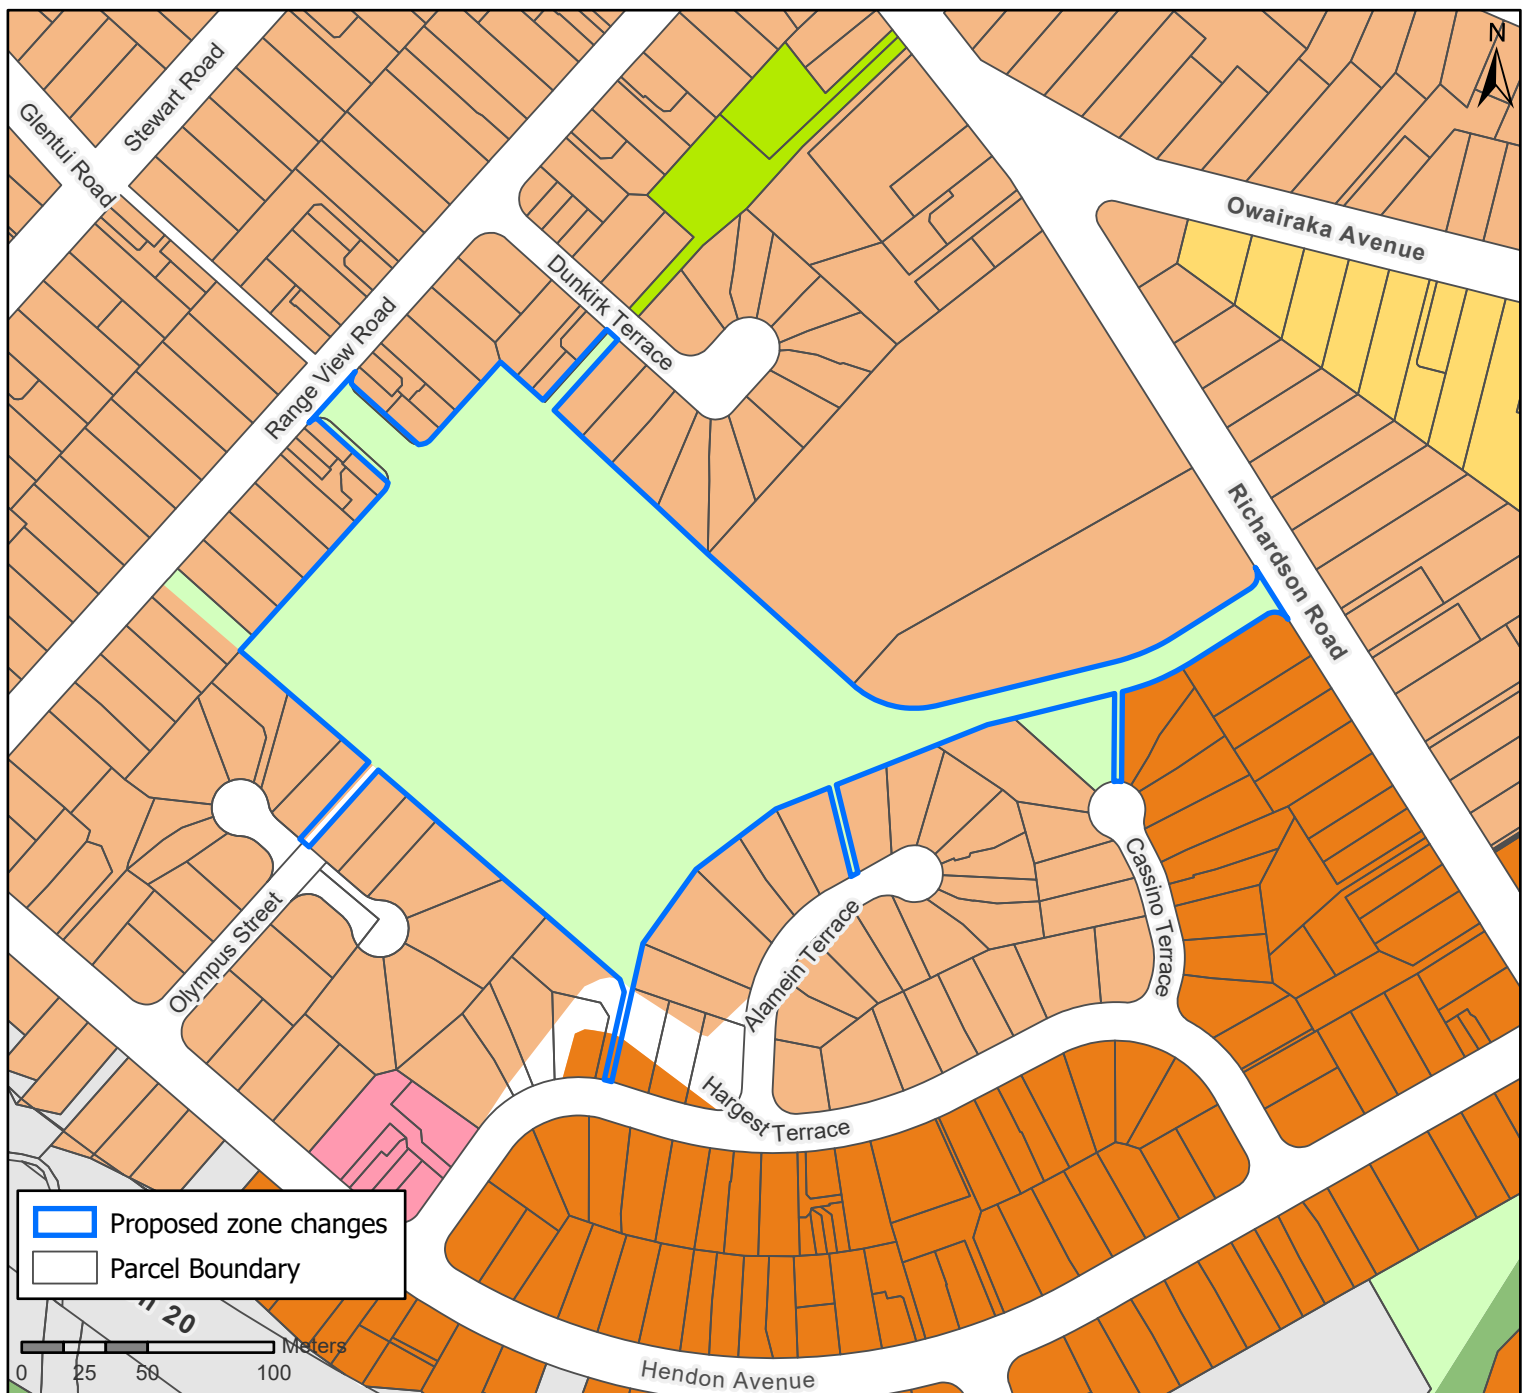 N
Stewart Road
Glentui Road
Owairaka Avenue
Dunkirk Terrace
Range View Road
Richardson Road
Cassino Terrace
Olympus Street
Alamein Terrace
Hargest Terrace
Proposed zone changes
Parcel Boundary
20
Meters
0 25 50 100
Hendon Avenue